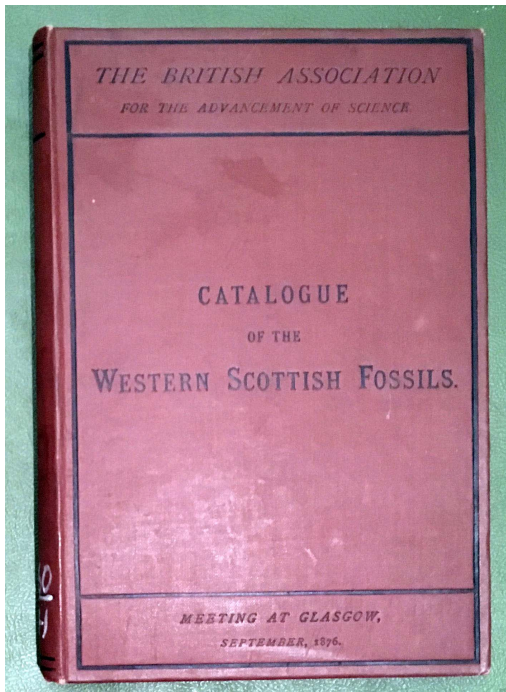 THE BRITISH ASSOCIATION
FOR THE ADVANCEMENT OF SCIENCE.
CATALOGUE
OF THE
WESTERN SCOTTISH FOSSILS.
MEETING AT GLASGOW,
SEPTEMBER, 1876.